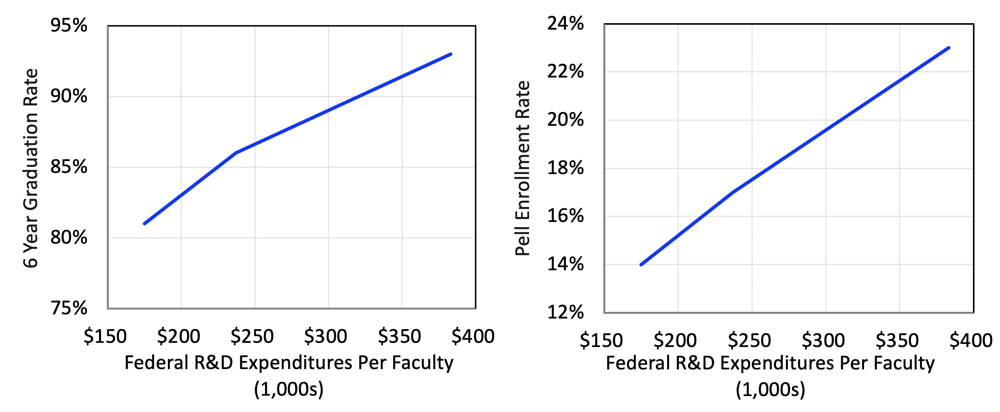 95%
90%
85%
80%
75%
6 Year Graduation Rate
$150 $200 $250 $300 $350 $400
Federal R&D Expenditures Per Faculty
(1,000s)
24%
22%
20%
18%
16%
14%
12%
Pell Enrollment Rate
$150 $200 $250 $300 $350 $400
Federal R&D Expenditures Per Faculty
(1,000s)